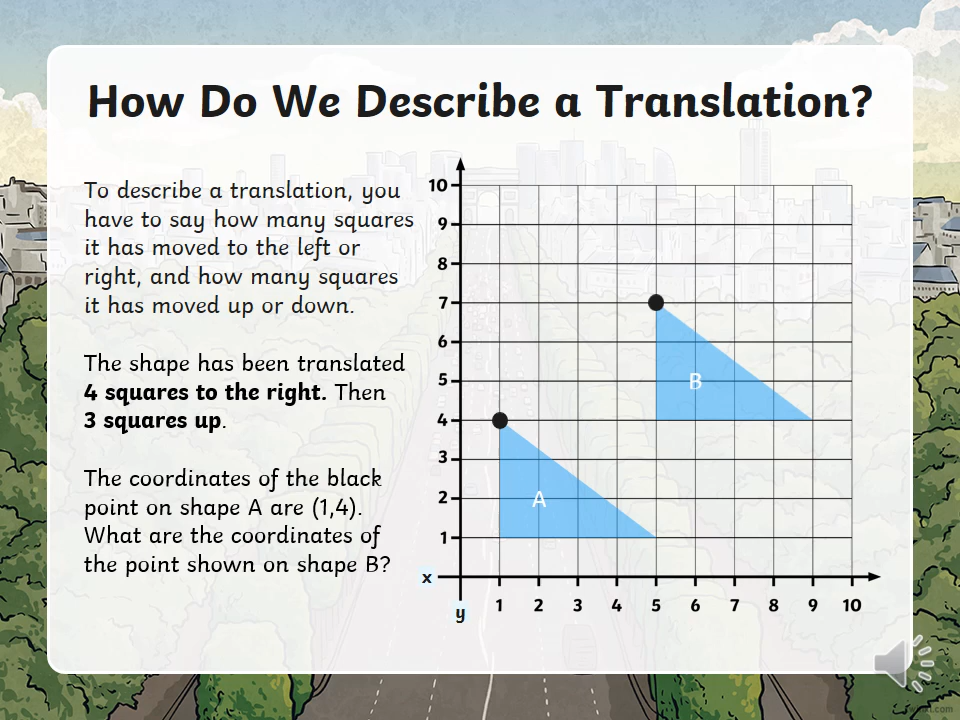 How Do We Describe a Translation?
To describe a translation, you
have to say how many squares
it has moved to the left or
right, and how many squares
it has moved up or down.
The shape has been translated
4 squares to the right. Then
3 squares up.
The coordinates of the black
point on shape A are (1,4).
What are the coordinates of
the point shown on shape B?
10
9
8
7
6
5
4
3
2
1
B
A
x
y
1 2 3 4 5 6 7 8 9 10